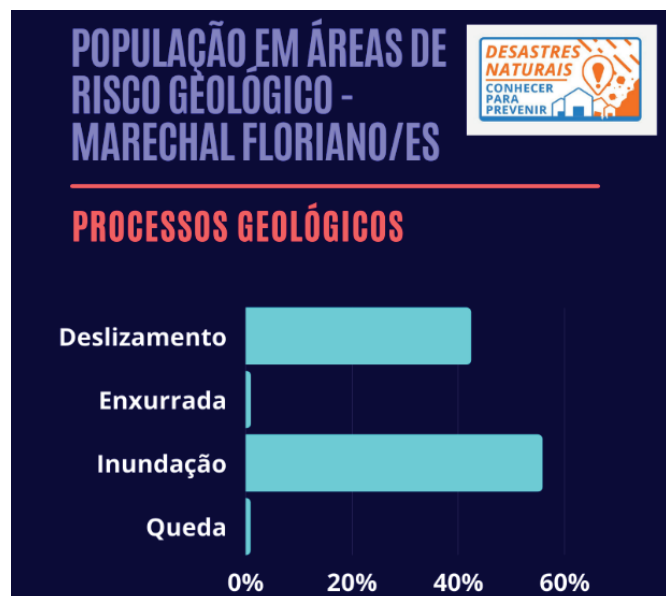 POPULAÇÃO EM ÁREAS DE
RISCO GEOLÓGICO -
MARECHAL FLORIANO/ES
DESASTRES
NATURAIS
CONHECER
PARA
PREVENIR
PROCESSOS GEOLÓGICOS
Deslizamento
Enxurrada
Inundação
Queda
0% 20% 40% 60%